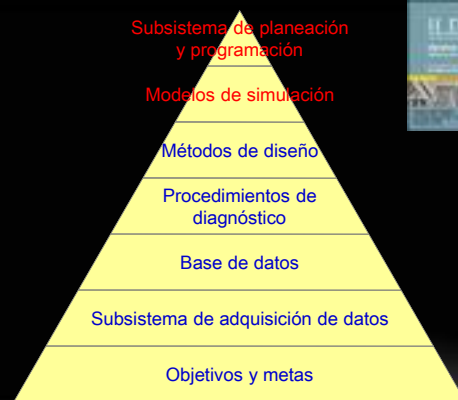 Subsistema de planeación
y programación
Modelos de simulación
Métodos de diseño
Procedimientos de
diagnóstico
Base de datos
Subsistema de adquisición de datos
Objetivos y metas